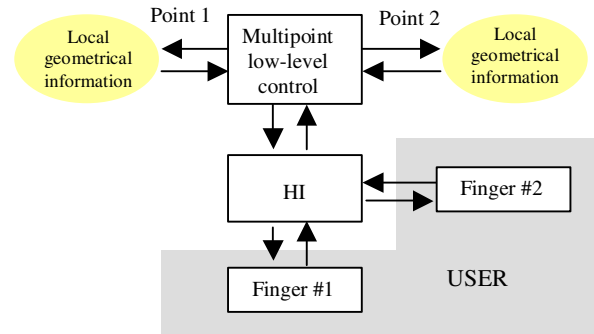 Point 1
Point 2
Local
geometrical
information
Multipoint
low-level
control
Local
geometrical
information
HI
Finger #2
Finger #1
USER